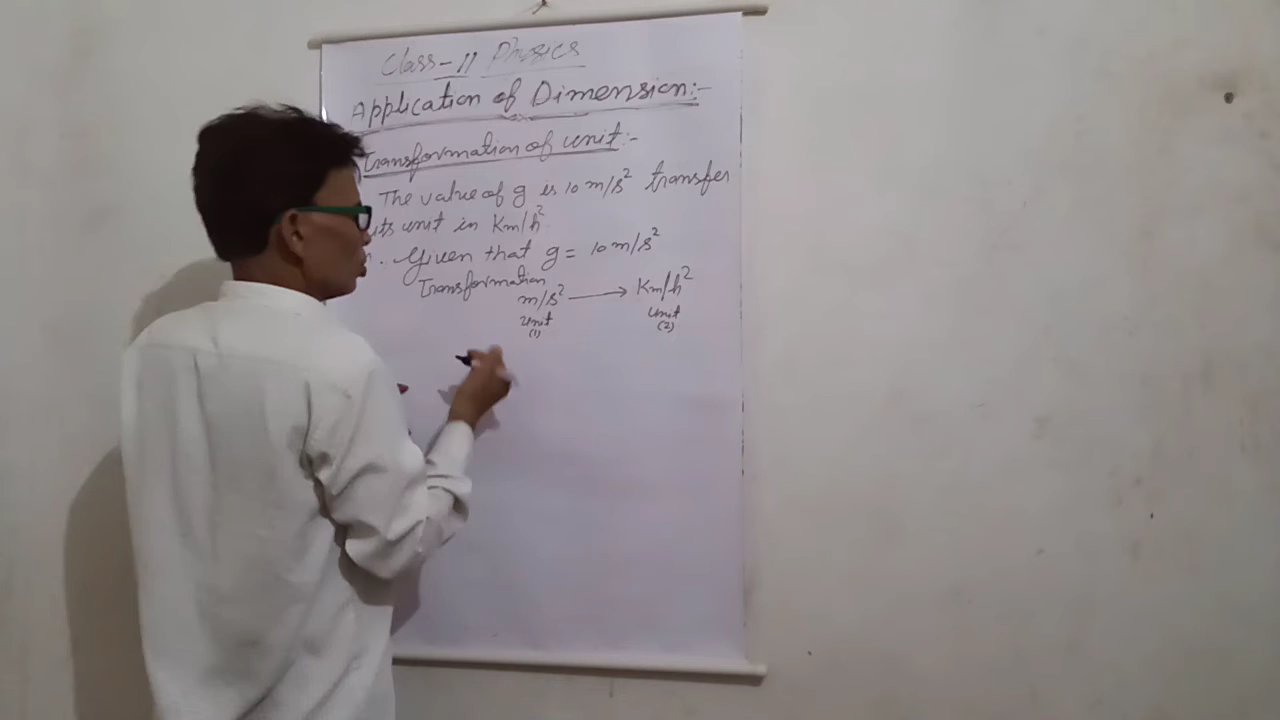 Class-11 Physics
Application of Dimension:-
Transformation of unit:-
The value of g is 10 m/s² transfer
its unit in Km/h².
Given that g = 10 m/s²
Transformation
m/s² → Km/h²
Unit Unit
(1) (2)